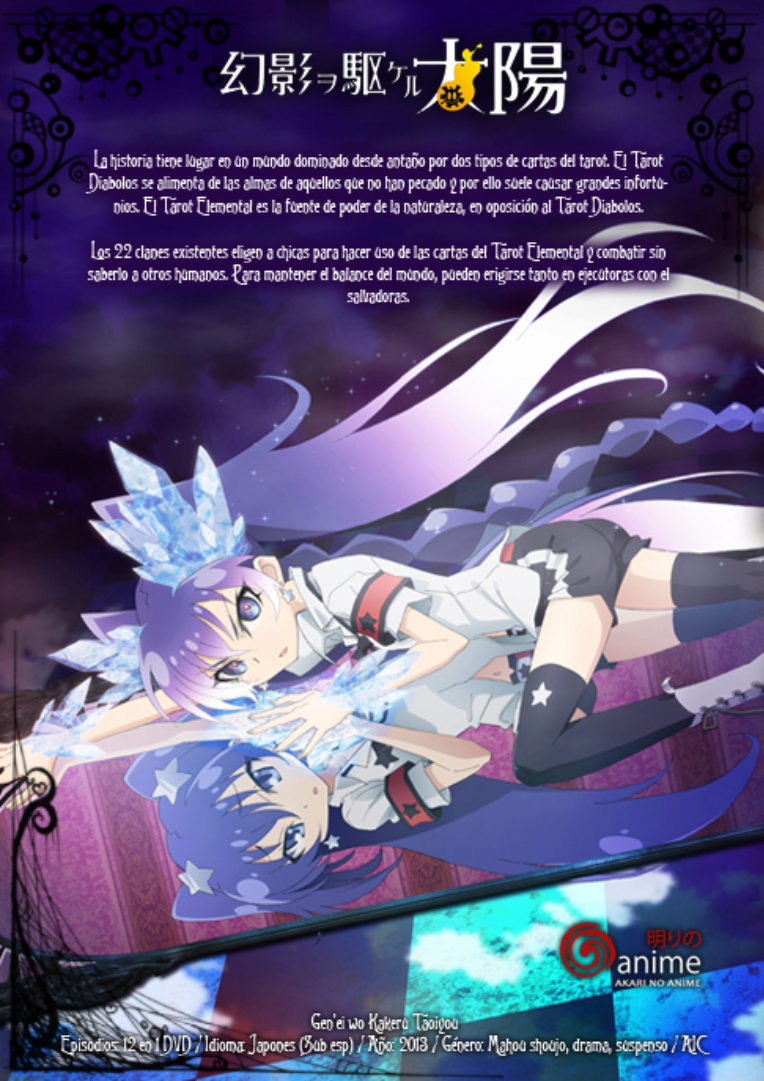 幻影ヲ駆ケル太陽
La historia tiene lugar en un mundo dominado desde antaño por dos tipos de cartas del tarot. El Tarot
Diabolos se alimenta de las almas de aquellos que no han pecado y por ello suele causar grandes infortu-
nios. El Tarot Elemental es la fuente de poder de la naturaleza, en oposición al Tarot Diabolos.
Los 22 clanes existentes eligen a chicas para hacer uso de las cartas del Tarot Elemental y combatir sin
saberlo a otros humanos. Para mantener el balance del mundo, pueden erigirse tanto en ejecutoras con el
salvadoras.
明りの
anime
AKARI NO ANIME
Gen'ei wo Kakeru Taoiyou
Episodios: 12 en 1 DVD / Idioma: Japones (Sub esp) / Año: 2013 / Género: Mahou shoujo, drama, suspenso / AIC